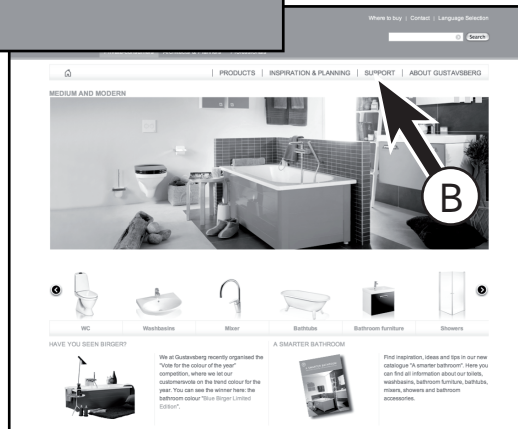 Where to buy | Contact | Language Selection
Search
PRODUCTS | INSPIRATION & PLANNING | SUPPORT | ABOUT GUSTAVSBERG
MEDIUM AND MODERN
B
WC
Washbasins
Mixer
Bathtubs
Bathroom furniture
Showers
HAVE YOU SEEN BIRGER?
We at Gustavsberg recently organised the
"Vote for the colour of the year"
competition, where we let our
customersvote on the trend colour for the
year. You can see the winner here: the
bathroom colour "Blue Birger Limited
Edition".
A SMARTER BATHROOM
Find inspiration, ideas and tips in our new
catalogue "A smarter bathroom". Here you
can find all information about our toilets,
washbasins, bathroom furniture, bathtubs,
mixers, showers and bathroom
accessories.